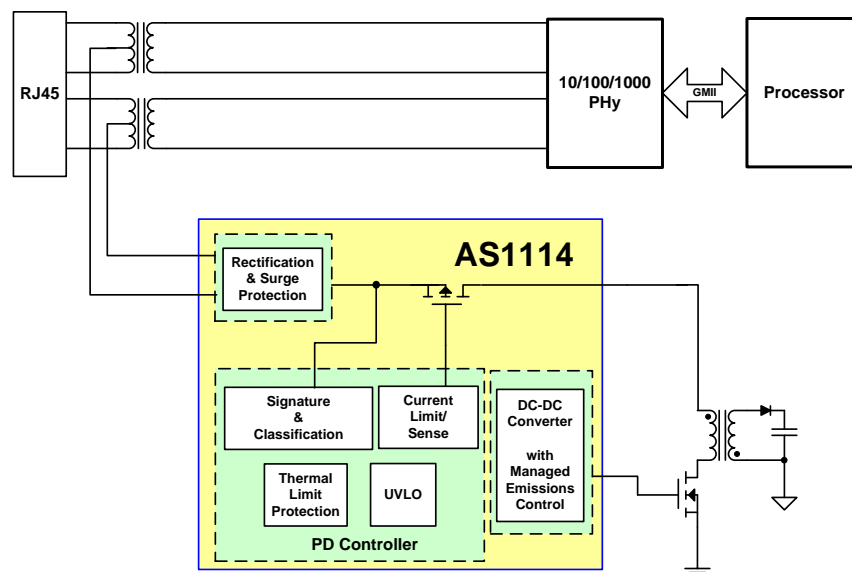 RJ45
10/100/1000
PHy
GMII
Processor
AS1114
Rectification
& Surge
Protection
Signature
&
Classification
Current
Limit/
Sense
DC-DC
Converter
with
Managed
Emissions
Control
Thermal
Limit
Protection
UVLO
PD Controller